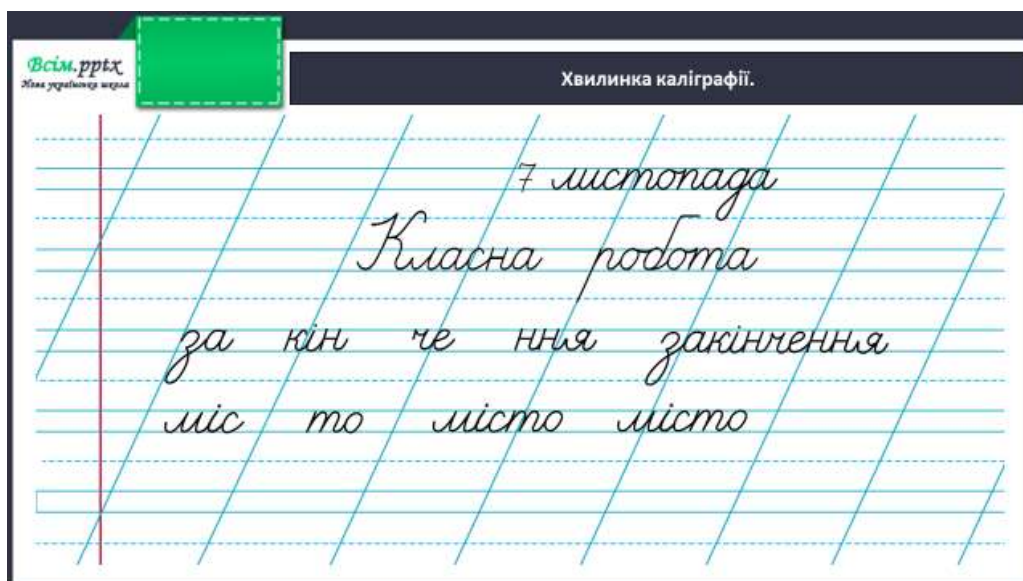 Всім.pptx
Нова українська школа
Хвилинка каліграфії.
7 листопада
Класна робота
за кін че ння закінчення
міс то місто місто